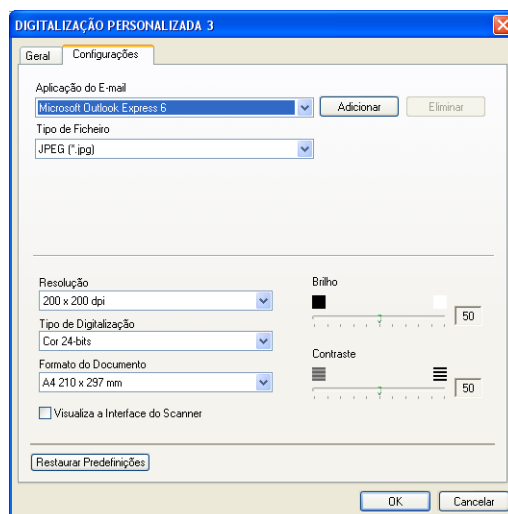 DIGITALIZAÇÃO PERSONALIZADA 3
Geral Configurações
Aplicação do E-mail
Microsoft Outlook Express 6 Adicionar Eliminar
Tipo de Ficheiro
JPEG (*.jpg)
Resolução Brilho
200 x 200 dpi
50
Tipo de Digitalização
Cor 24-bits
Contraste
Formato do Documento
A4 210 x 297 mm
50
Visualiza a Interface do Scanner
Restaurar Predefinições
OK Cancelar